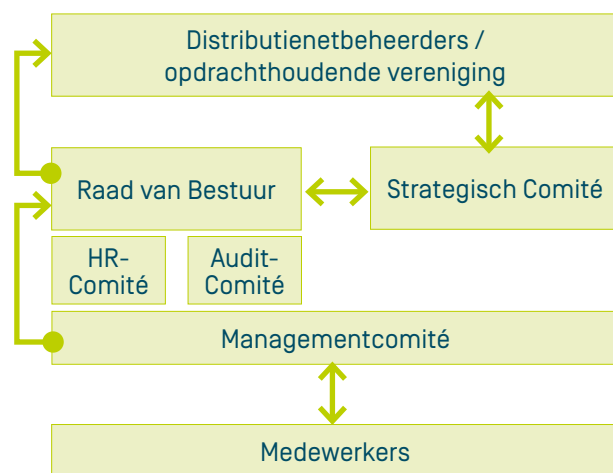 Distributienetbeheerders /
opdrachthoudende vereniging
Raad van Bestuur
Strategisch Comité
HR-
Comité
Audit-
Comité
Managementcomité
Medewerkers